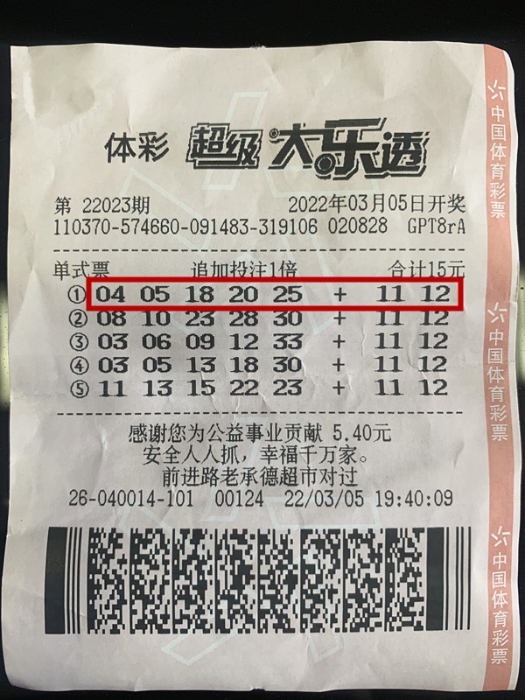 体彩 超级大乐透
第 22023期 2022年03月05日开奖
110370-574660-091483-319106 020828 GPT8rA
单式票 追加投注1倍 合计15元
① 04 05 18 20 25 + 11 12
② 08 10 23 28 30 + 11 12
③ 03 06 09 12 33 + 11 12
④ 03 05 13 18 30 + 11 12
⑤ 11 13 15 22 23 + 11 12
感谢您为公益事业贡献 5.40元
安全人人抓，幸福千万家。
前进路老承德超市对过
26-040014-101 00124 22/03/05 19:40:09
中国体育彩票
中国体育彩票
中国体育彩票